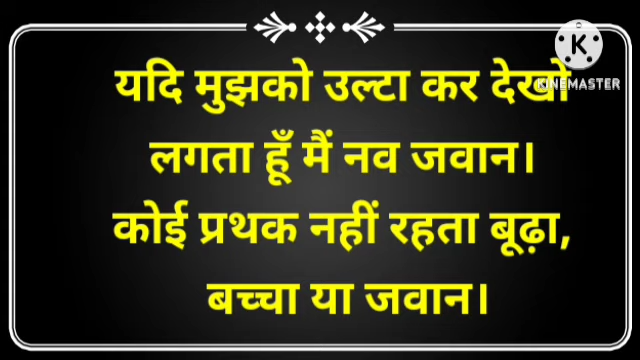 यदि मुझको उल्टा कर देखो
KINEMASTER
लगता हूँ मैं नव जवान।
कोई प्रथक नहीं रहता बूढ़ा,
बच्चा या जवान।